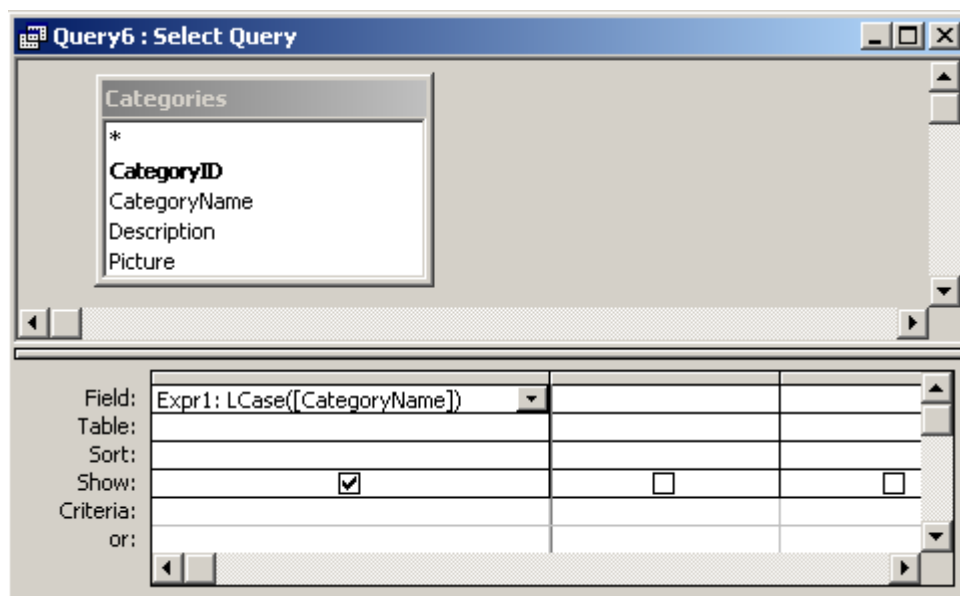 Query6 : Select Query
Categories
*
CategoryID
CategoryName
Description
Picture
Field: Expr1: LCase([CategoryName])
Table:
Sort:
Show:
Criteria:
or: